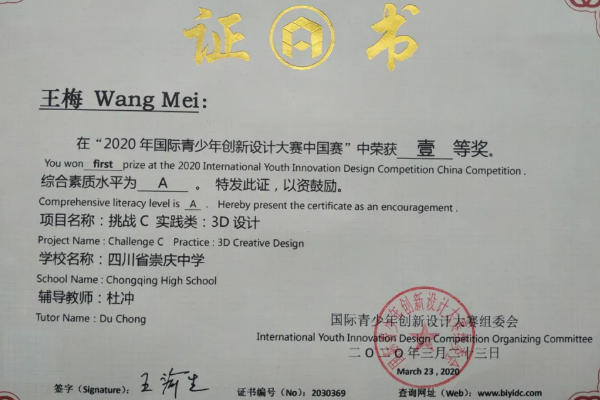 证 书
王梅 Wang Mei:
在“2020 年国际青少年创新设计大赛中国赛”中荣获 壹 等奖。
You won first prize at the 2020 International Youth Innovation Design Competition China Competition .
综合素质水平为 A 。 特发此证，以资鼓励。
Comprehensive literacy level is A . Hereby present the certificate as an encouragement .
项目名称：挑战 C 实践类：3D 设计
Project Name : Challenge C Practice : 3D Creative Design
学校名称：四川省崇庆中学
School Name : Chongqing High School
辅导教师：杜冲
Tutor Name : Du Chong
国际青少年创新设计大赛组委会
International Youth Innovation Design Competition Organizing Committee
二〇二〇年三月二十三日
March 23 , 2020
签字 (Signature):
证书编号 (No): 2030369
查询网址 (Web): www.biyidc.com